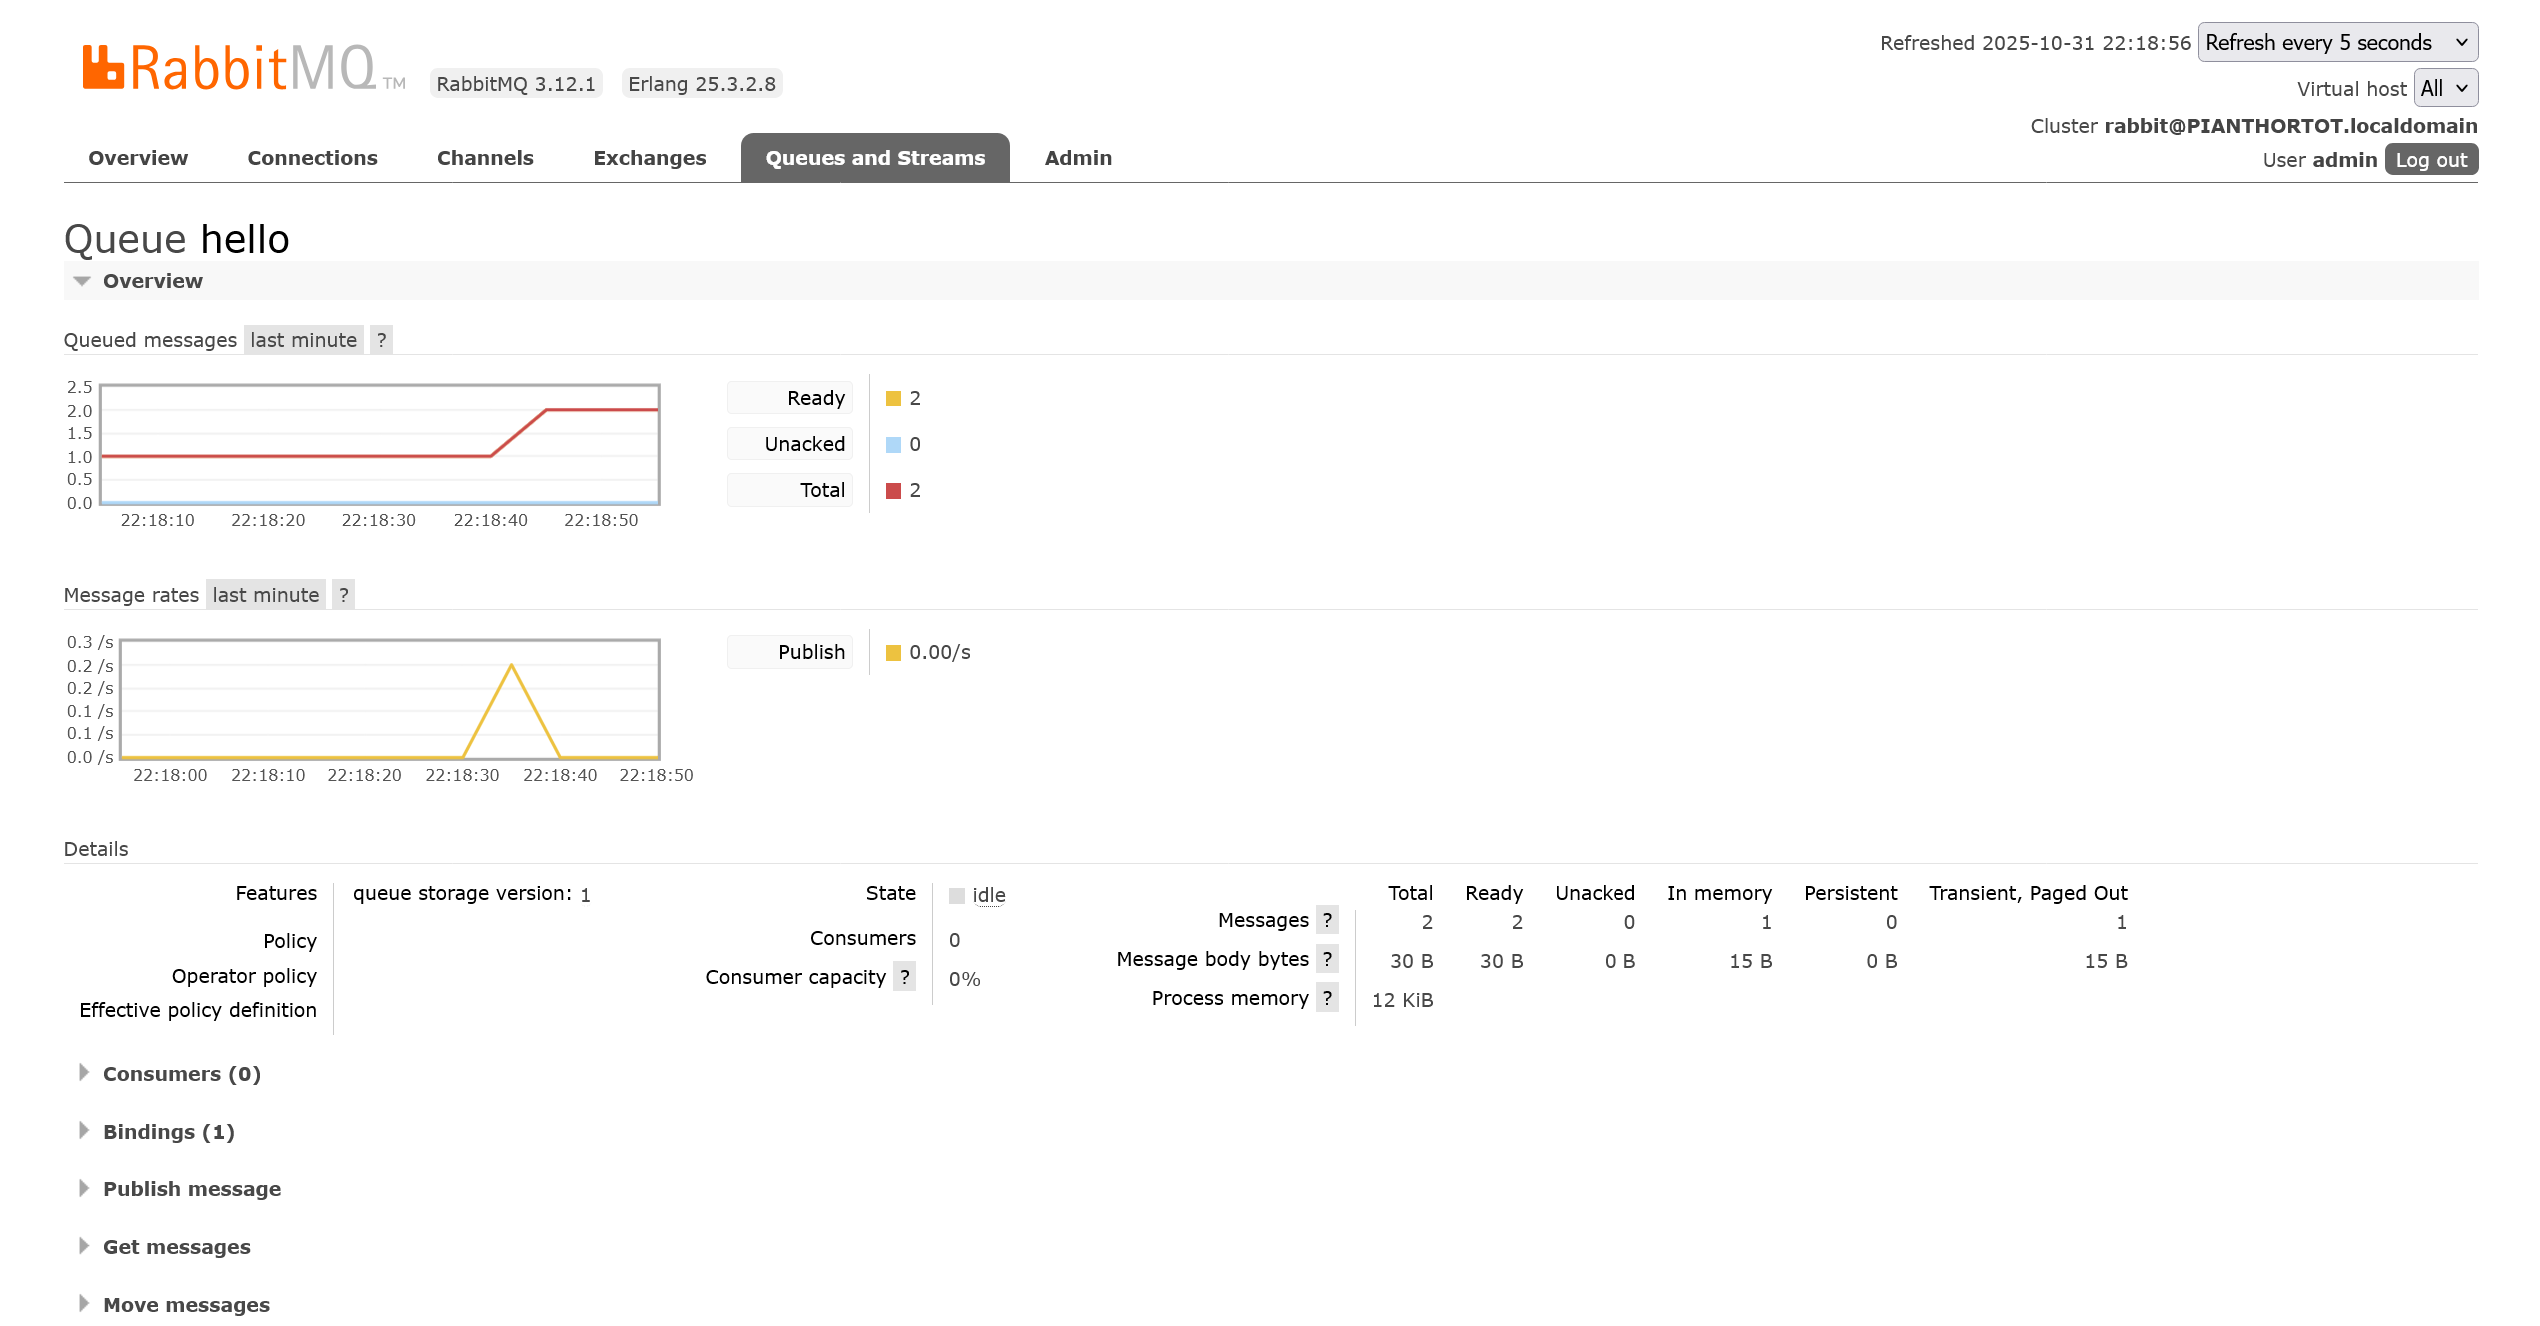 RabbitMQ TM
RabbitMQ 3.12.1 Erlang 25.3.2.8
Refreshed 2025-10-31 22:18:56 Refresh every 5 seconds
Virtual host All
Cluster rabbit@PIANTHORTOT.localdomain
User admin Log out
Overview Connections Channels Exchanges Queues and Streams Admin
Queue hello
Overview
Queued messages last minute ?
2.5
2.0
1.5
1.0
0.5
0.0
22:18:10 22:18:20 22:18:30 22:18:40 22:18:50
Ready 2
Unacked 0
Total 2
Message rates last minute ?
0.3 /s
0.2 /s
0.2 /s
0.1 /s
0.1 /s
0.0 /s
22:18:00 22:18:10 22:18:20 22:18:30 22:18:40 22:18:50
Publish 0.00/s
Details
Features queue storage version: 1
Policy
Operator policy
Effective policy definition
State idle
Consumers 0
Consumer capacity ? 0%
Total Ready Unacked In memory Persistent Transient, Paged Out
Messages ? 2 2 0 1 0 1
Message body bytes ? 30 B 30 B 0 B 15 B 0 B 15 B
Process memory ? 12 KiB
Consumers (0)
Bindings (1)
Publish message
Get messages
Move messages